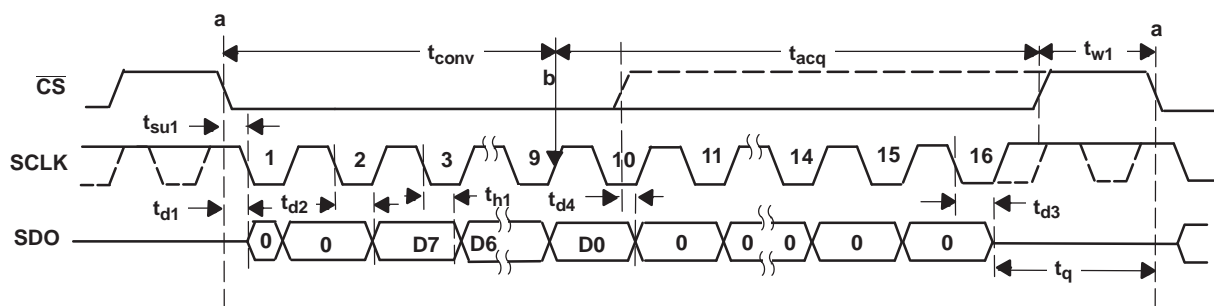 a a
tconv tacq tw1
b
CS
tsu1
SCLK 1 2 3 9 10 11 14 15 16
td1 td2 th1 td4 td3
SDO 0 0 D7 D6 D0 0 0 0 0 0
tq